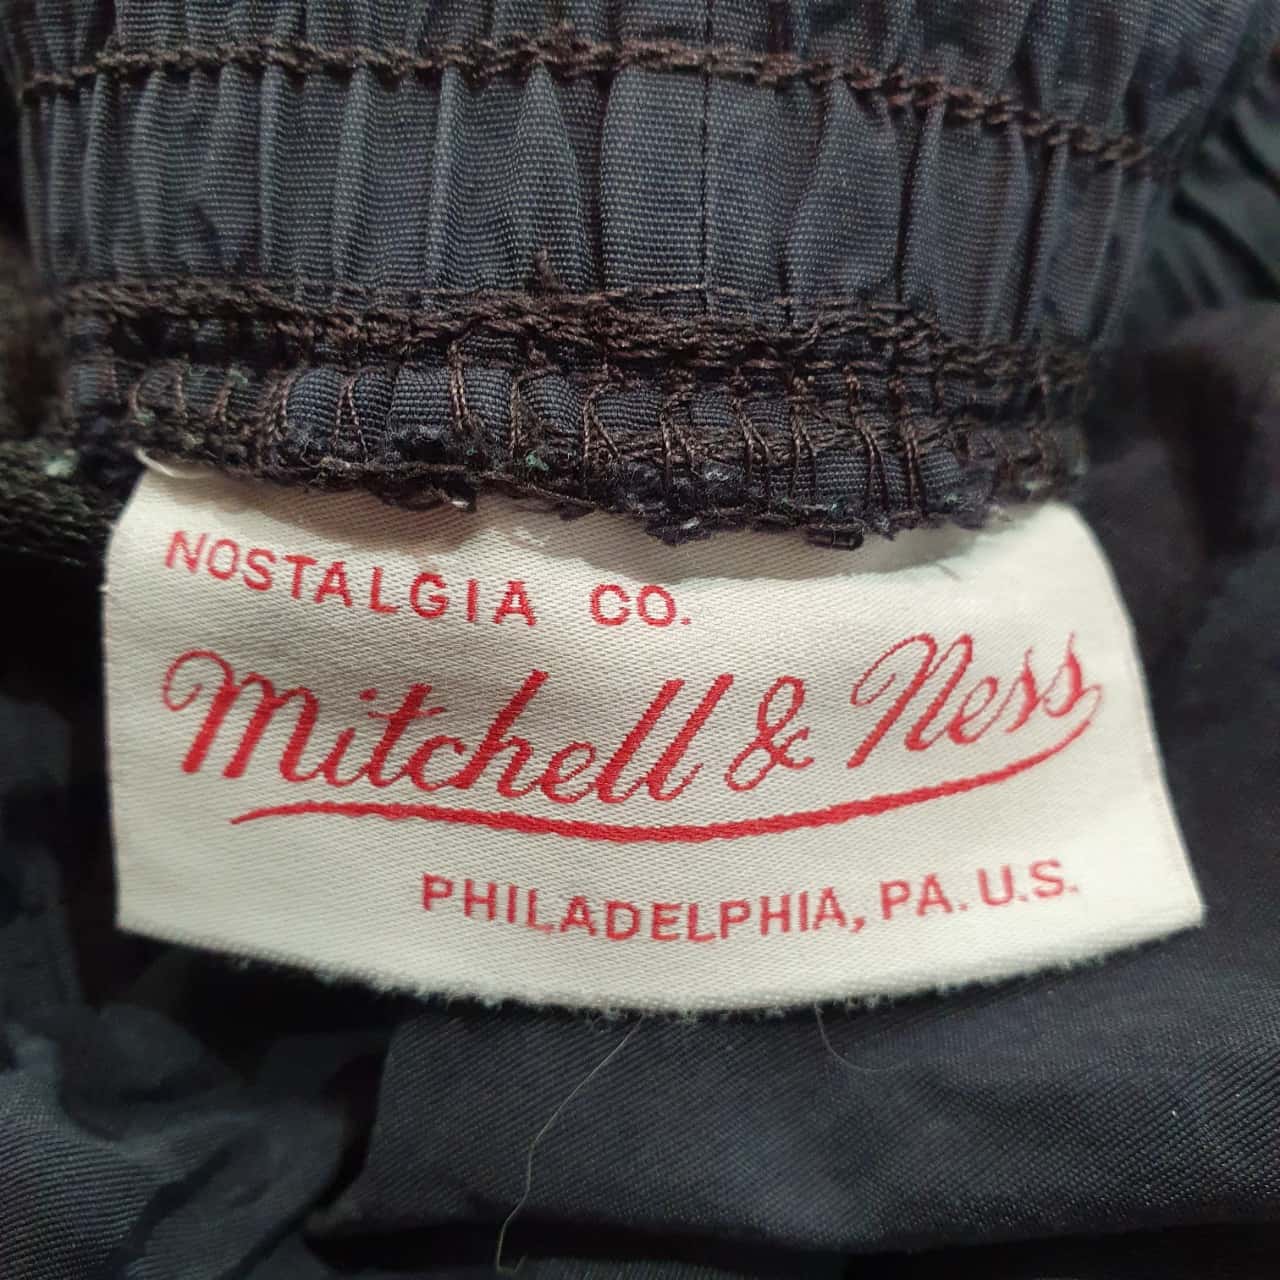 NOSTALGIA CO.
Mitchell & Ness
PHILADELPHIA, PA. U.S.